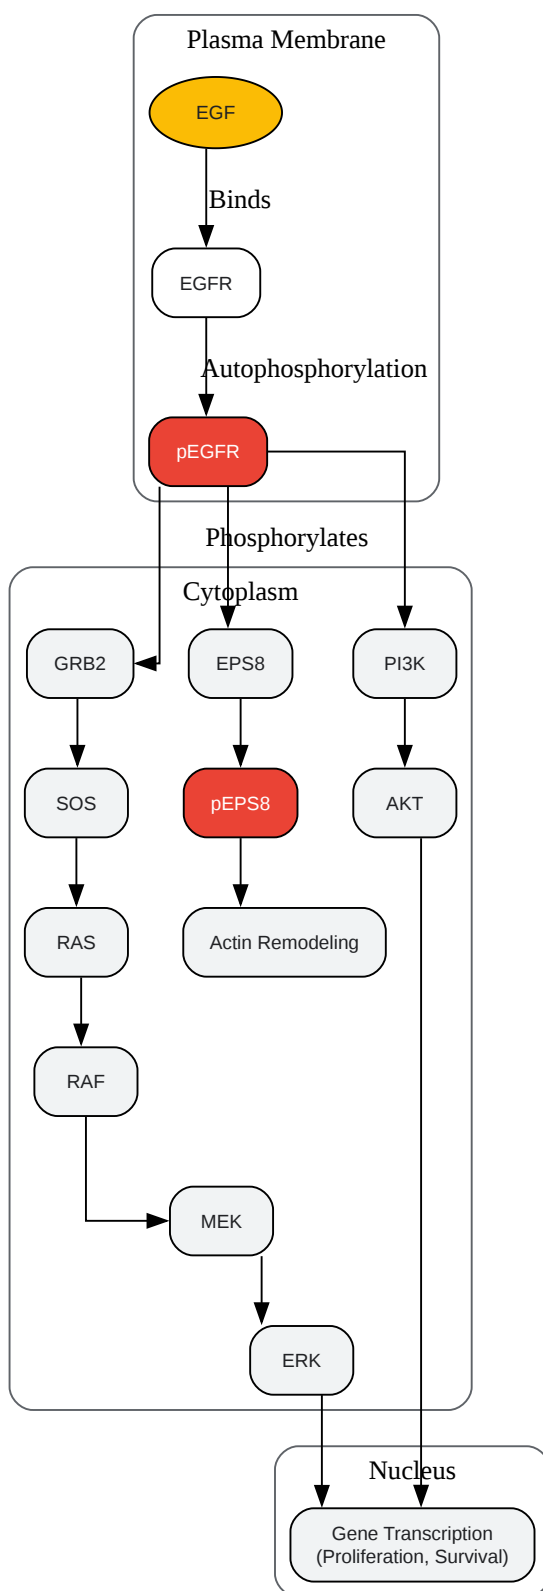 Plasma Membrane
EGF
Binds
EGFR
Autophosphorylation
pEGFR
Phosphorylates
Cytoplasm
GRB2
EPS8
PI3K
SOS
pEPS8
AKT
RAS
Actin Remodeling
RAF
MEK
ERK
Nucleus
Gene Transcription
(Proliferation, Survival)